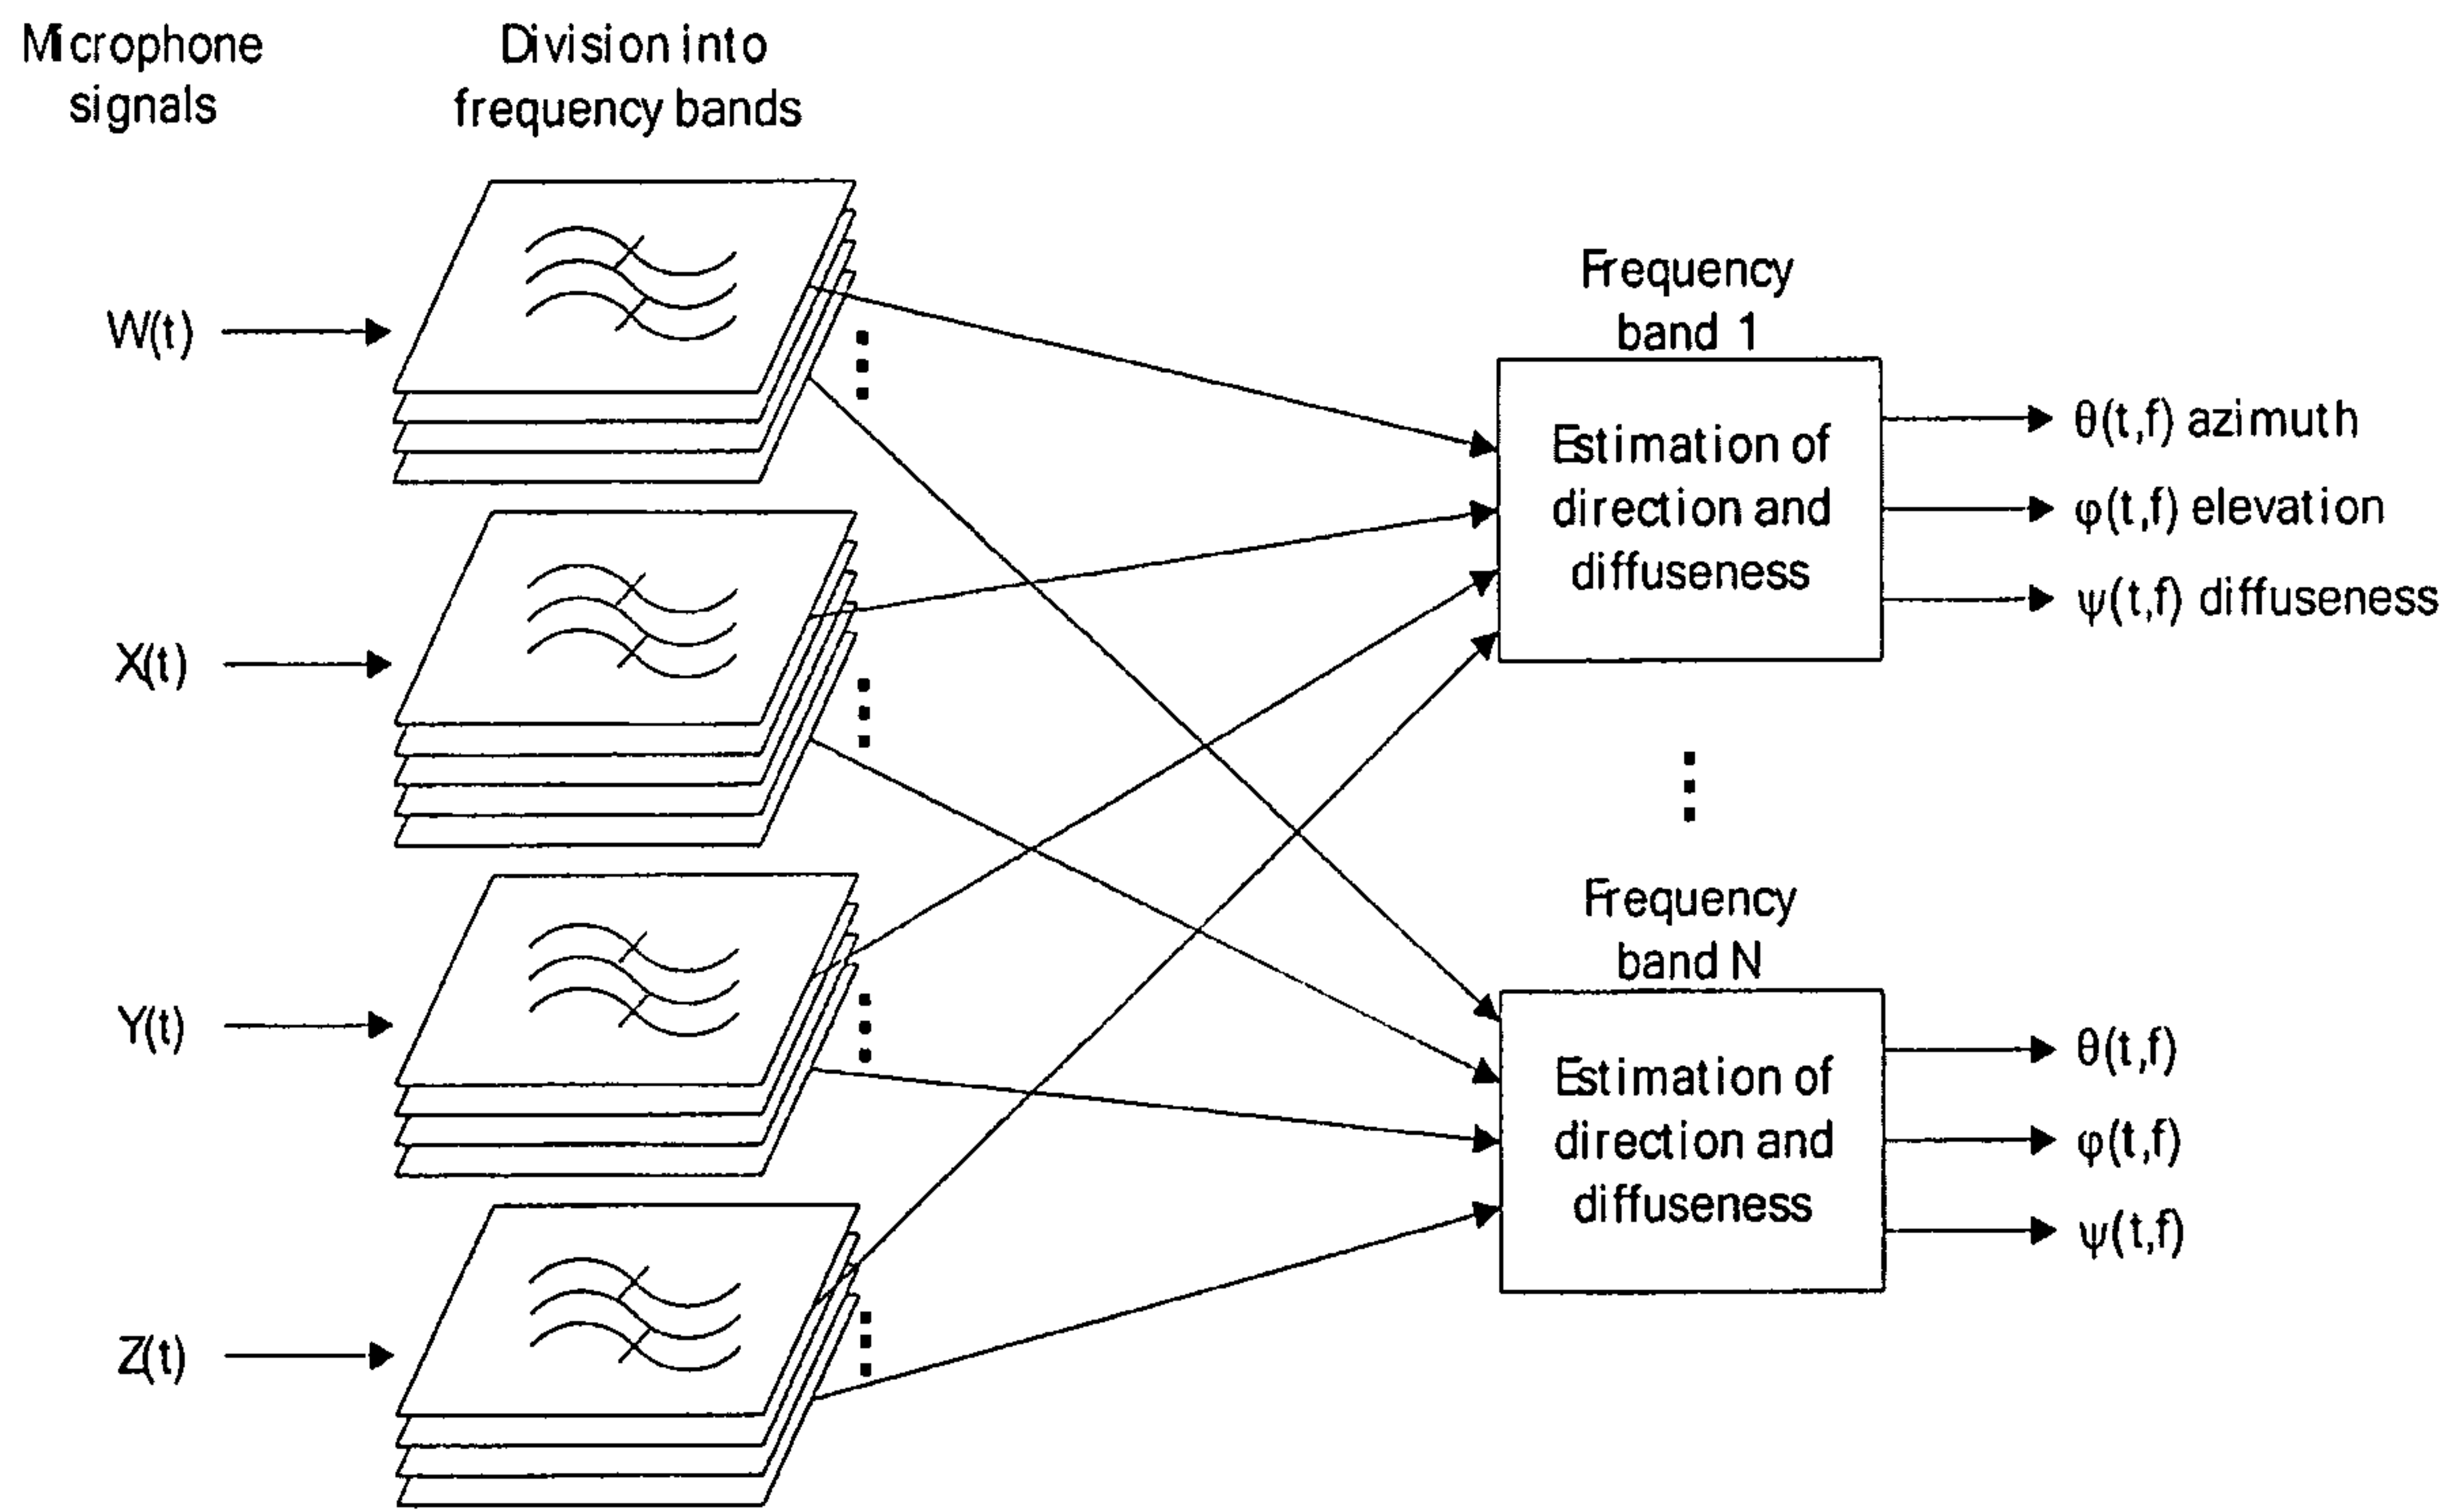 Microphone
signals
Division into
frequency bands
W(t)
X(t)
Y(t)
Z(t)
Frequency
band 1
Estimation of
direction and
diffuseness
θ(t,f) azimuth
φ(t,f) elevation
ψ(t,f) diffuseness
Frequency
band N
Estimation of
direction and
diffuseness
θ(t,f)
φ(t,f)
ψ(t,f)